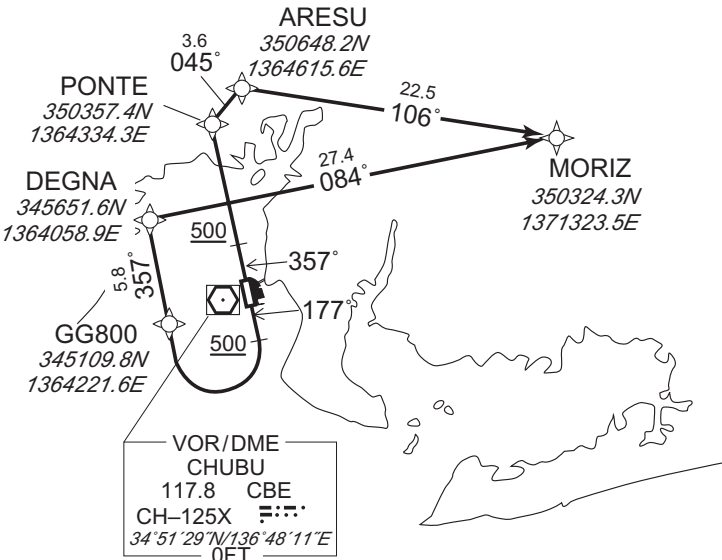 ARESU
350648.2N
1364615.6E
3.6
045°
PONTE
350357.4N
1364334.3E
22.5
106°
MORIZ
350324.3N
1371323.5E
27.4
084°
DEGNA
345651.6N
1364058.9E
500
357°
5.8
357°
177°
GG800
345109.8N
1364221.6E
500
VOR/DME
CHUBU
117.8 CBE
CH–125X
34°51´29˝N/136°48´11˝E
0FT